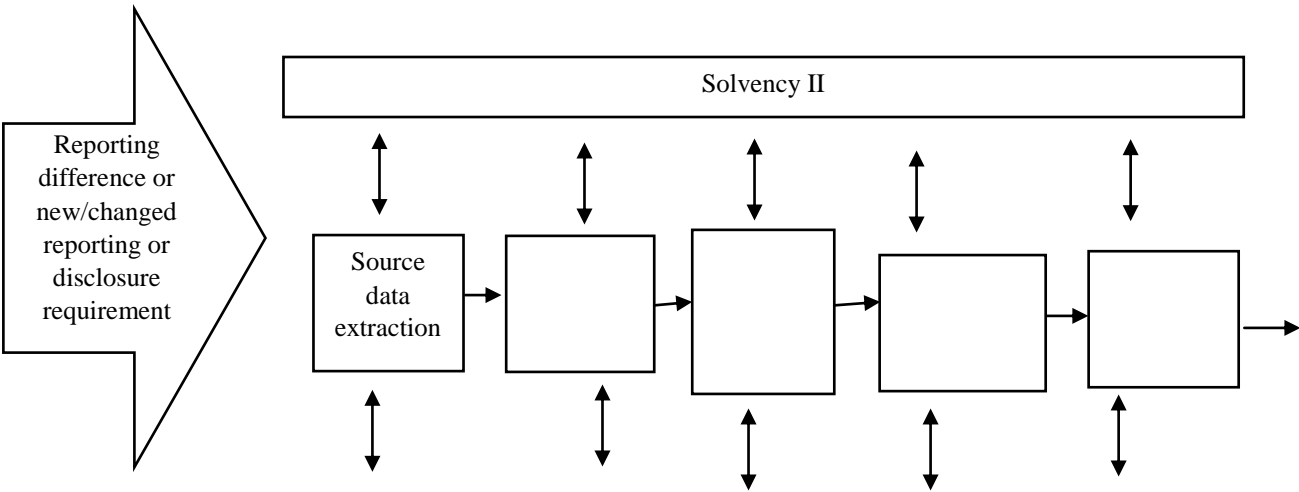 Solvency II
Reporting
difference or
new/changed
reporting or
disclosure
requirement
Source
data
extraction